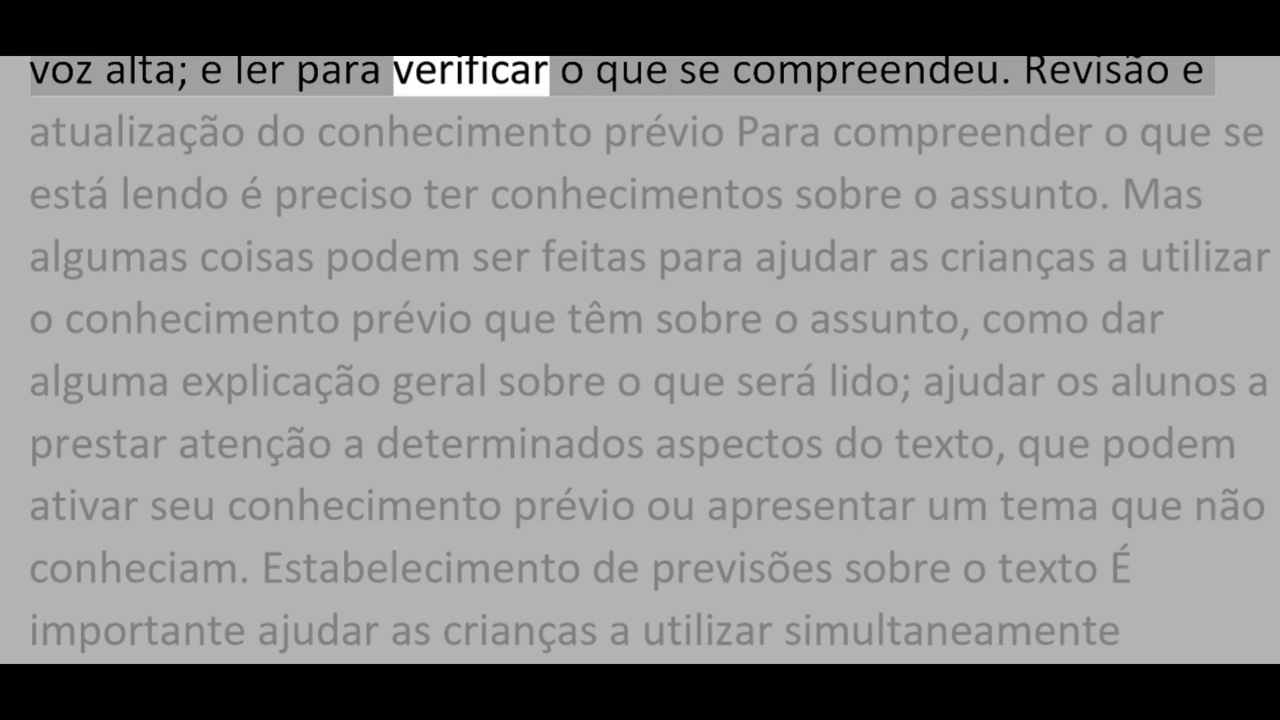 voz alta; e ler para verificar o que se compreendeu. Revisão e
atualização do conhecimento prévio Para compreender o que se
está lendo é preciso ter conhecimentos sobre o assunto. Mas
algumas coisas podem ser feitas para ajudar as crianças a utilizar
o conhecimento prévio que têm sobre o assunto, como dar
alguma explicação geral sobre o que será lido; ajudar os alunos a
prestar atenção a determinados aspectos do texto, que podem
ativar seu conhecimento prévio ou apresentar um tema que não
conheciam. Estabelecimento de previsões sobre o texto É
importante ajudar as crianças a utilizar simultaneamente